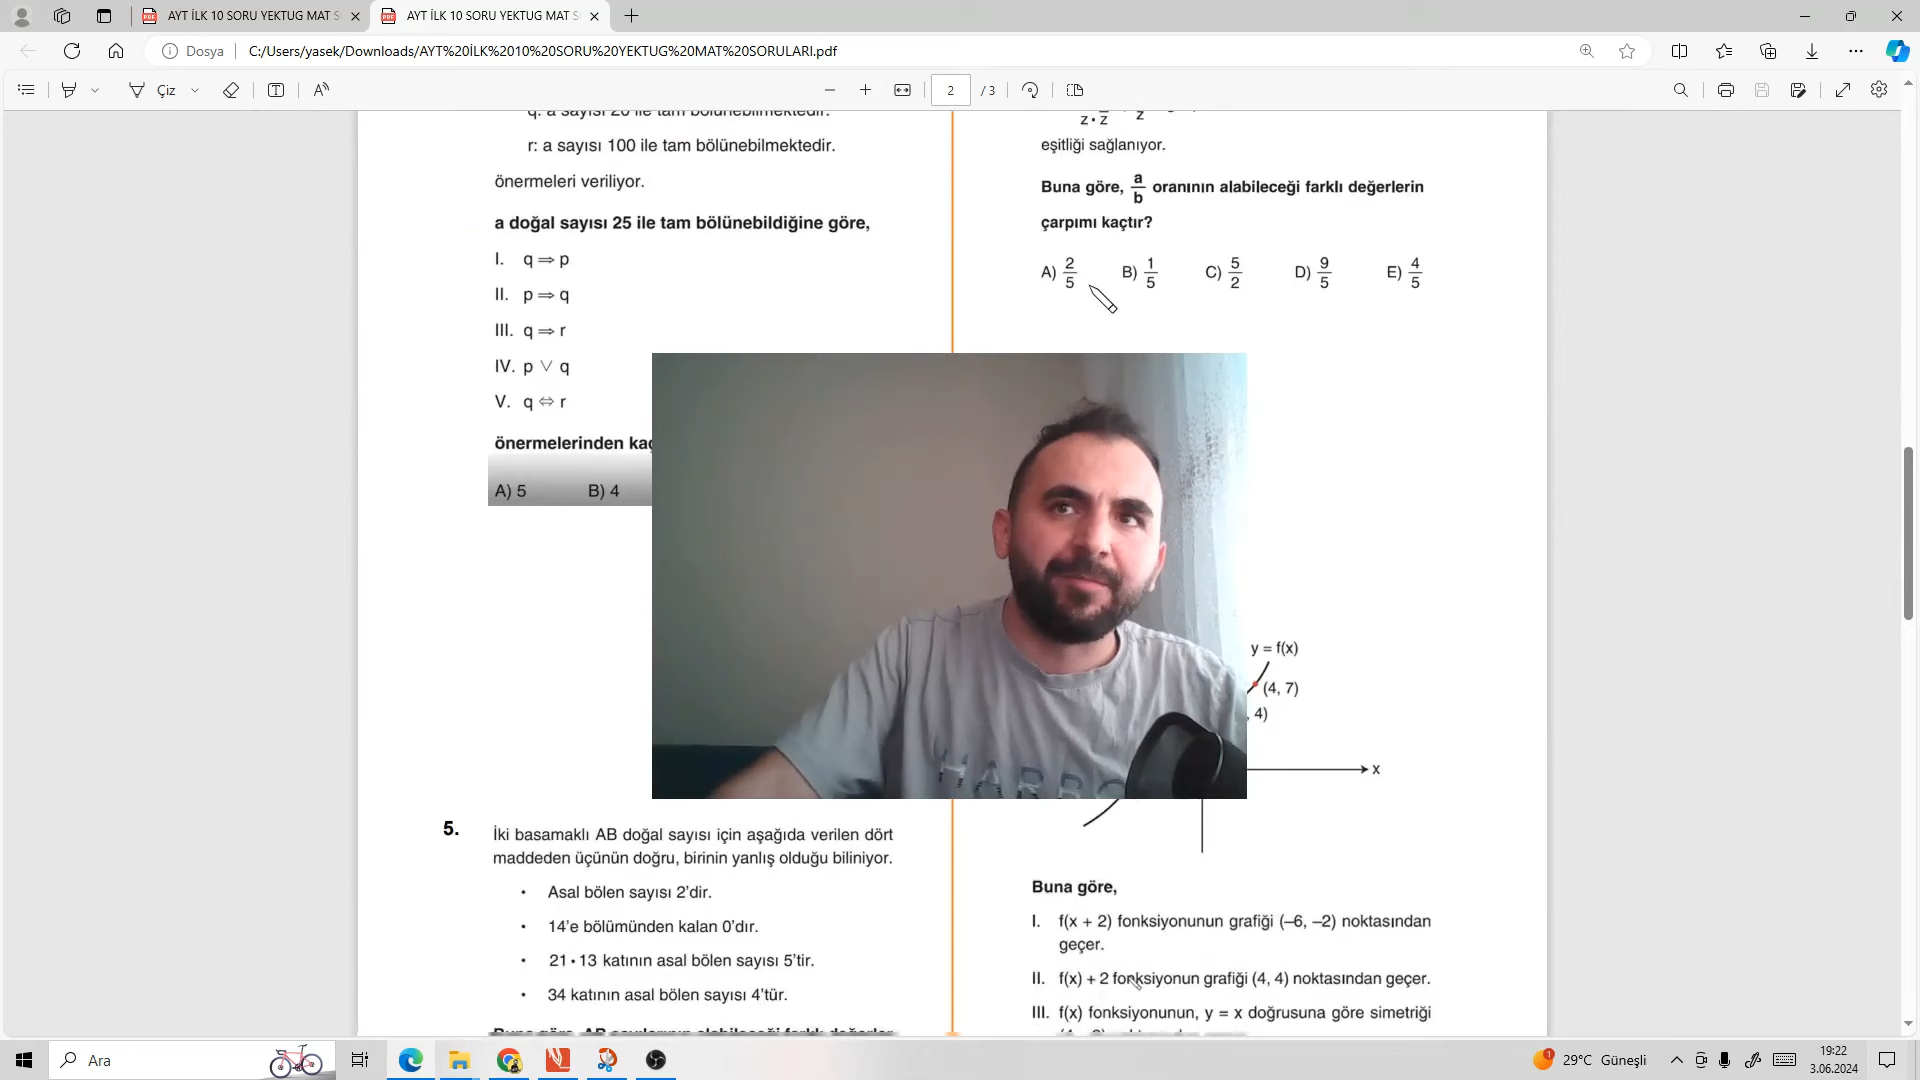 AYT İLK 10 SORU YEKTUG MAT S
AYT İLK 10 SORU YEKTUG MAT S
Dosya
C:/Users/yasek/Downloads/AYT%20İLK%2010%20SORU%20YEKTUG%20MAT%20SORULARI.pdf
Çiz
2 / 3
r: a sayısı 100 ile tam bölünebilmektedir.
önermeleri veriliyor.
a doğal sayısı 25 ile tam bölünebildiğine göre,
I. q ⇒ p
II. p ⇒ q
III. q ⇒ r
IV. p ∨ q
V. q ⇔ r
önermelerinden
A) 5 B) 4
5. İki basamaklı AB doğal sayısı için aşağıda verilen dört
maddeden üçünün doğru, birinin yanlış olduğu biliniyor.
• Asal bölen sayısı 2'dir.
• 14'e bölümünden kalan 0'dır.
• 21 • 13 katının asal bölen sayısı 5'tir.
• 34 katının asal bölen sayısı 4'tür.
z • z z
eşitliği sağlanıyor.
Buna göre, a/b oranının alabileceği farklı değerlerin
çarpımı kaçtır?
A) 2/5 B) 1/5 C) 5/2 D) 9/5 E) 4/5
y = f(x)
(4, 7)
, 4)
x
Buna göre,
I. f(x + 2) fonksiyonunun grafiği (–6, –2) noktasından
geçer.
II. f(x) + 2 fonksiyonun grafiği (4, 4) noktasından geçer.
III. f(x) fonksiyonunun, y = x doğrusuna göre simetriği
HARBO
Ara
1
29°C Güneşli
19:22
3.06.2024